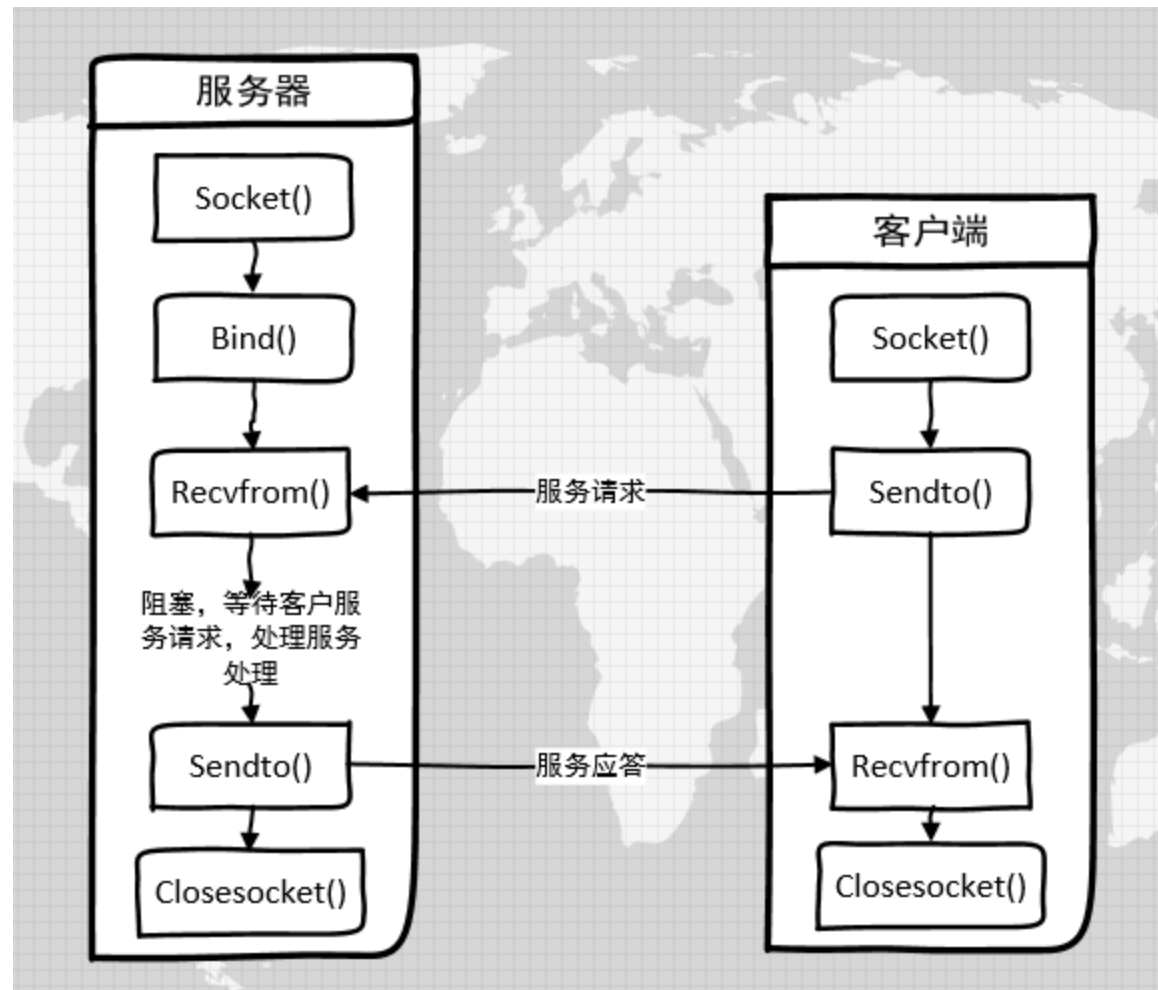 服务器
Socket()
Bind()
Recvfrom()
阻塞，等待客户服
务请求，处理服务
处理
Sendto()
Closesocket()
服务请求
服务应答
客户端
Socket()
Sendto()
Recvfrom()
Closesocket()